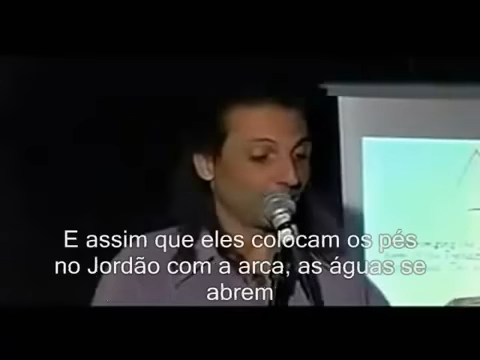 E assim que eles colocam os pés
no Jordão com a arca, as águas se
abrem